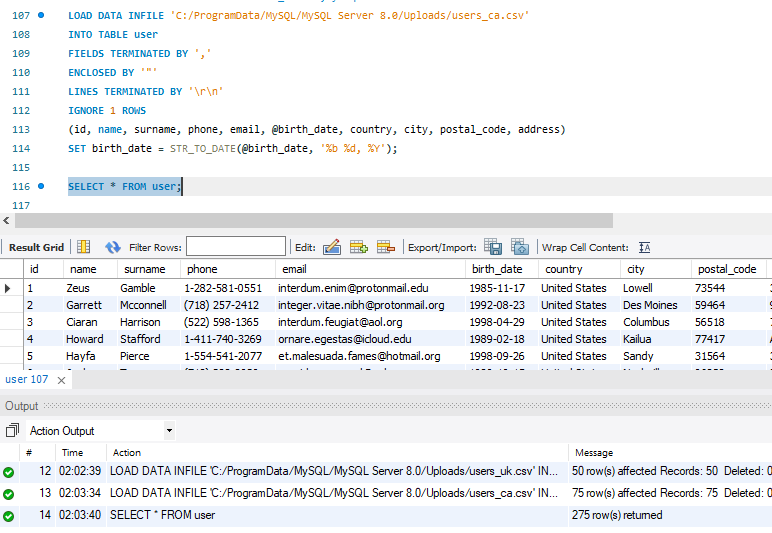 107 LOAD DATA INFILE 'C:/ProgramData/MySQL/MySQL Server 8.0/Uploads/users_ca.csv'
108 INTO TABLE user
109 FIELDS TERMINATED BY ','
110 ENCLOSED BY '"'
111 LINES TERMINATED BY '\r\n'
112 IGNORE 1 ROWS
113 (id, name, surname, phone, email, @birth_date, country, city, postal_code, address)
114 SET birth_date = STR_TO_DATE(@birth_date, '%b %d, %Y');
115
116 SELECT * FROM user;
117
Result Grid Filter Rows: Edit: Export/Import: Wrap Cell Content: IA
id name surname phone email birth_date country city postal_code
1 Zeus Gamble 1-282-581-0551 interdum.enim@protonmail.edu 1985-11-17 United States Lowell 73544
2 Garrett Mcconnell (718) 257-2412 integer.vitae.nibh@protonmail.org 1992-08-23 United States Des Moines 59464
3 Ciaran Harrison (522) 598-1365 interdum.feugiat@aol.org 1998-04-29 United States Columbus 56518
4 Howard Stafford 1-411-740-3269 ornare.egestas@icloud.edu 1989-02-18 United States Kailua 77417
5 Hayfa Pierce 1-554-541-2077 et.malesuada.fames@hotmail.org 1998-09-26 United States Sandy 31564
user 107
Output
Action Output
# Time Action Message
12 02:02:39 LOAD DATA INFILE 'C:/ProgramData/MySQL/MySQL Server 8.0/Uploads/users_uk.csv' IN... 50 row(s) affected Records: 50 Deleted: 0
13 02:03:34 LOAD DATA INFILE 'C:/ProgramData/MySQL/MySQL Server 8.0/Uploads/users_ca.csv' IN... 75 row(s) affected Records: 75 Deleted: 0
14 02:03:40 SELECT * FROM user 275 row(s) returned